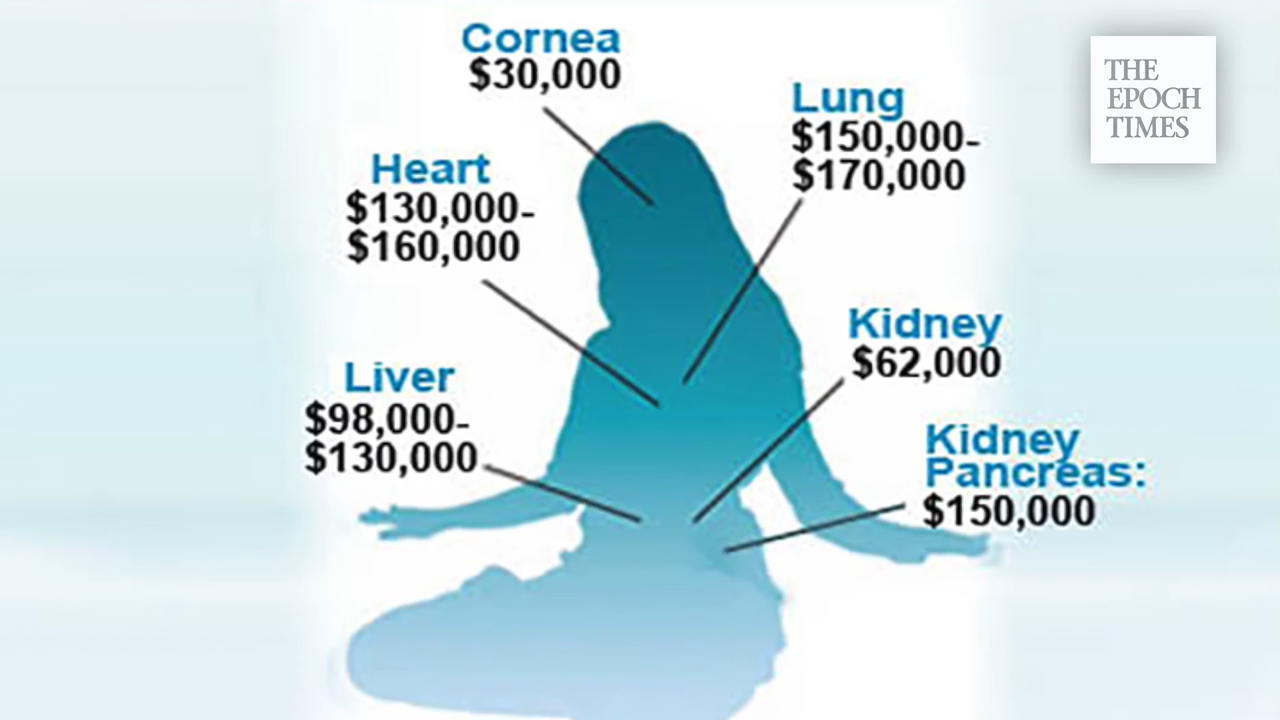 Cornea
$30,000
Lung
$150,000-
$170,000
Heart
$130,000-
$160,000
Kidney
$62,000
Liver
$98,000-
$130,000
Kidney
Pancreas:
$150,000
THE
EPOCH
TIMES